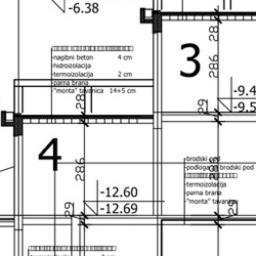 -6.38
28
3
286
-nagibni beton 4 cm
-hidroizolacija
-termoizolacija 2 cm
-parna brana
-"monta" tavanica 14+5 cm
-9.4
-9.5
29
28
4
286
-brodski pod
-podloga brodski pod
-termoizolacija
-parna brana
-"monta" tavanica
-12.60
-12.69
29
29